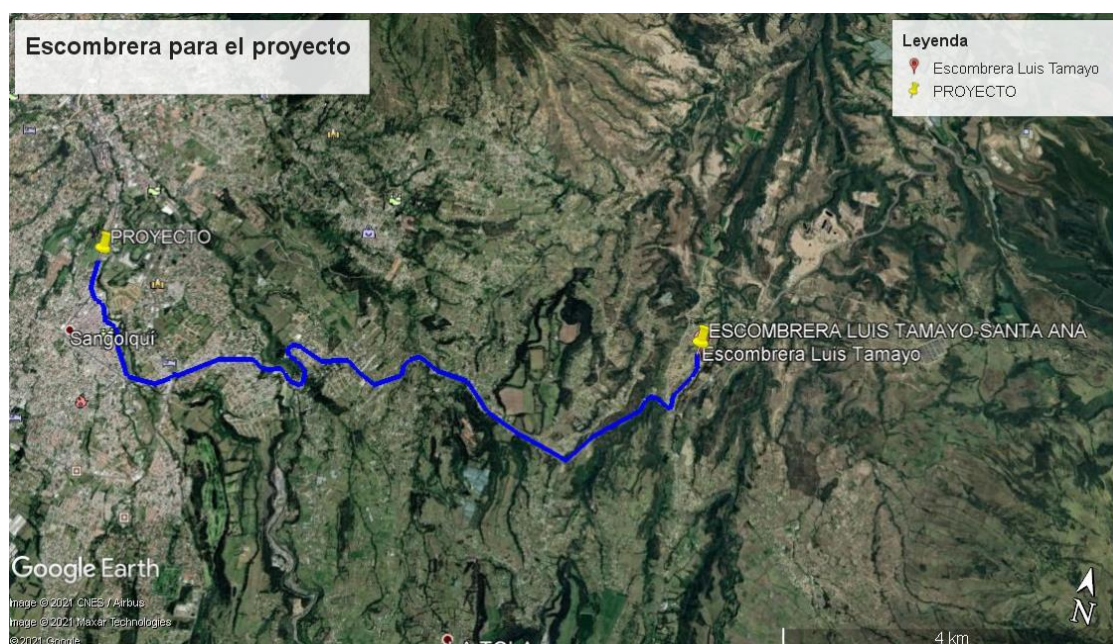 Escombrera para el proyecto
Leyenda
Escombrera Luis Tamayo
PROYECTO
PROYECTO
Sangolquí
ESCOMBRERA LUIS TAMAYO-SANTA ANA
Escombrera Luis Tamayo
Google Earth
Image © 2021 CNES / Airbus
Image © 2021 Maxar Technologies
© 2021 Google
N
4 km